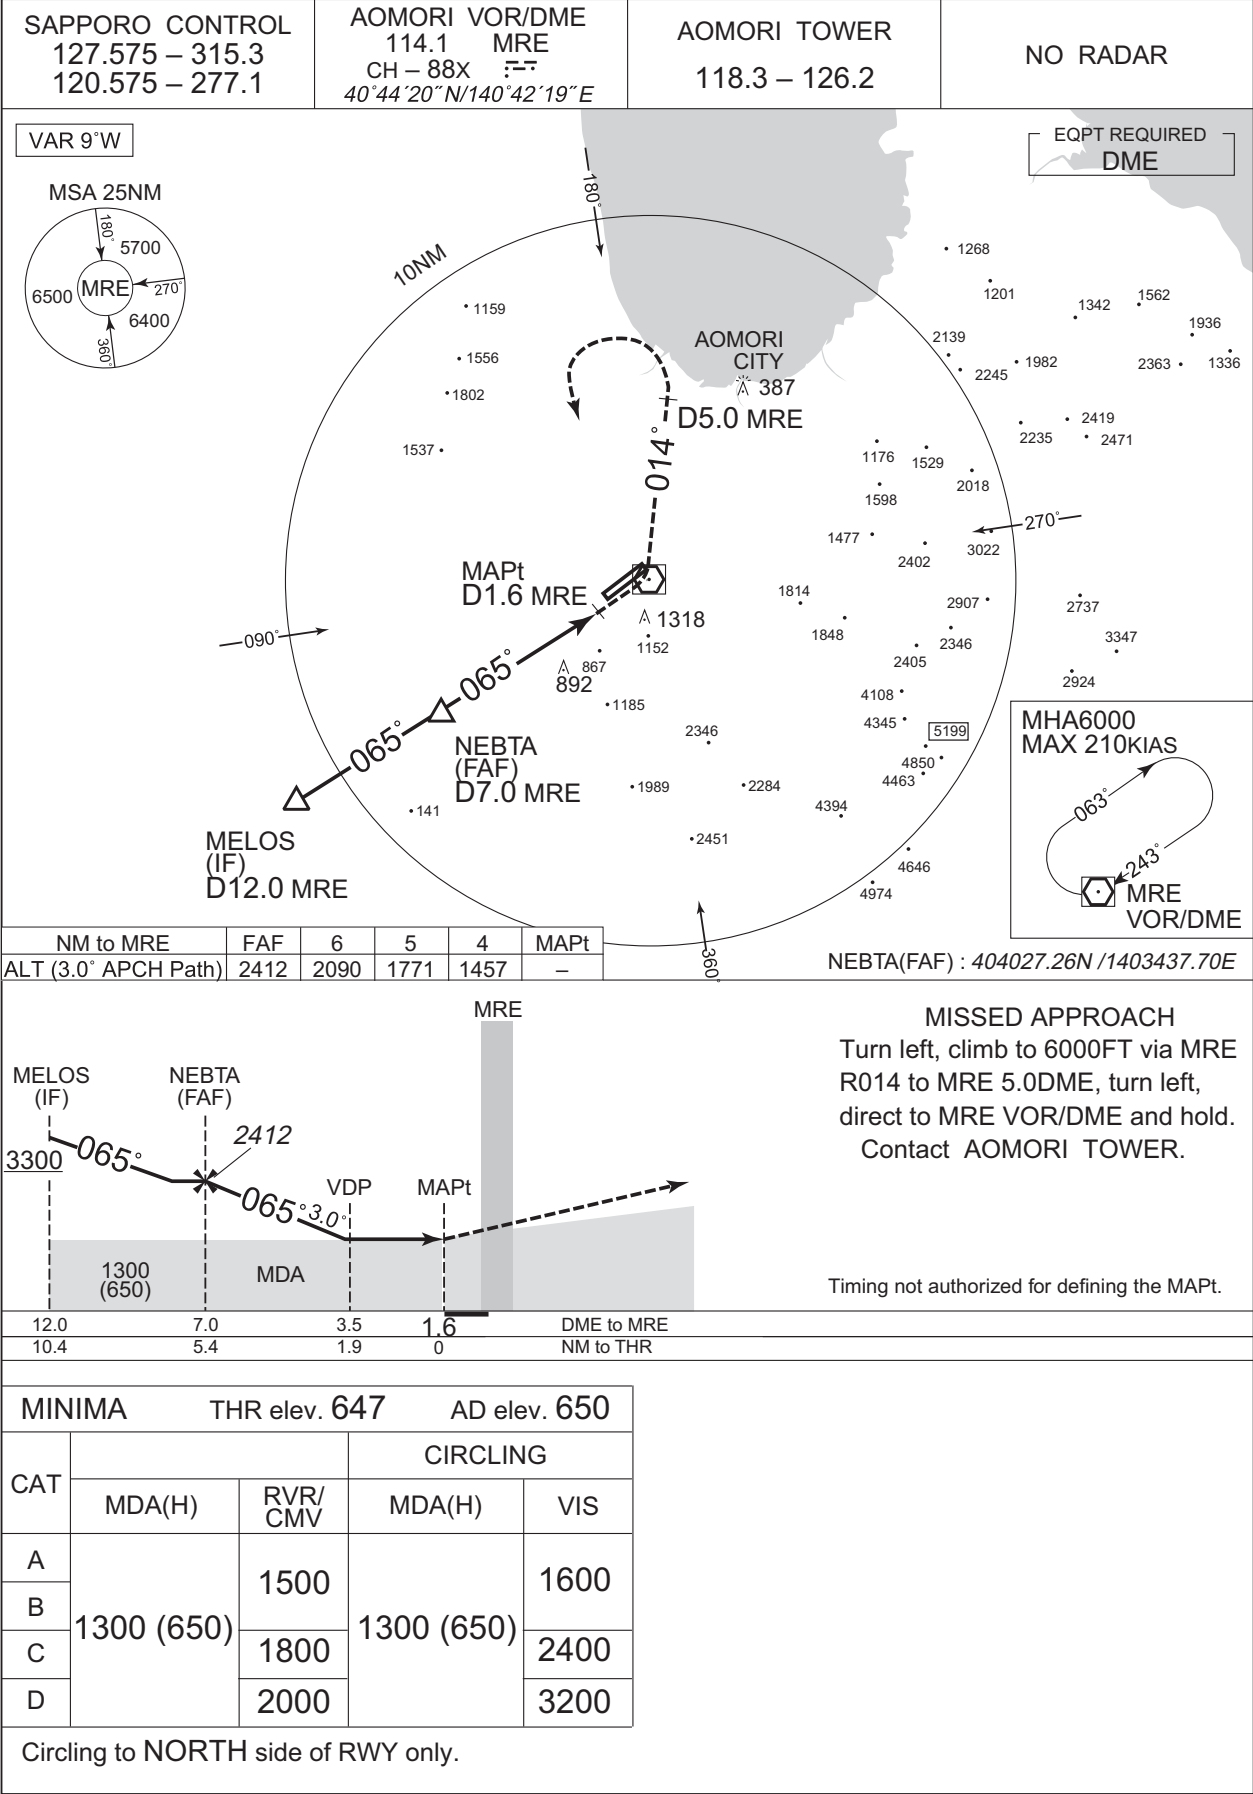 SAPPORO CONTROL
127.575 – 315.3
120.575 – 277.1
AOMORI VOR/DME
114.1 MRE
CH – 88X
40°44´20˝N/140°42´19˝E
AOMORI TOWER
118.3 – 126.2
NO RADAR
VAR 9°W
EQPT REQUIRED
DME
MSA 25NM
180°
5700
MRE
270°
6500
6400
360°
180°
10NM
1268
1201
1342
1562
1936
1159
2139
1556
1982
2363
1336
2245
1802
AOMORI
CITY
387
D5.0 MRE
2419
2235
2471
1537
014°
1176
1529
2018
1598
270°
1477
2402
3022
MAPt
D1.6 MRE
1814
2907
2737
1318
1848
090°
1152
2346
3347
867
2405
892
065°
2924
4108
1185
4345
2346
5199
065°
NEBTA
(FAF)
D7.0 MRE
4850
4463
1989
2284
141
4394
MELOS
(IF)
D12.0 MRE
2451
4646
4974
MHA6000
MAX 210KIAS
063°
243°
MRE
VOR/DME
360°
NM to MRE FAF 6 5 4 MAPt
ALT (3.0° APCH Path) 2412 2090 1771 1457 –
NEBTA(FAF) : 404027.26N /1403437.70E
MRE
MELOS
(IF)
NEBTA
(FAF)
3300
065°
2412
065°
3.0°
VDP
MAPt
1300
(650)
MDA
MISSED APPROACH
Turn left, climb to 6000FT via MRE
R014 to MRE 5.0DME, turn left,
direct to MRE VOR/DME and hold.
Contact AOMORI TOWER.
Timing not authorized for defining the MAPt.
12.0 7.0 3.5 1.6 DME to MRE
10.4 5.4 1.9 0 NM to THR
MINIMA THR elev. 647 AD elev. 650
CAT
CIRCLING
MDA(H) RVR/
CMV
MDA(H) VIS
A
B
C
D
1300 (650)
1500
1800
2000
1300 (650)
1600
2400
3200
Circling to NORTH side of RWY only.